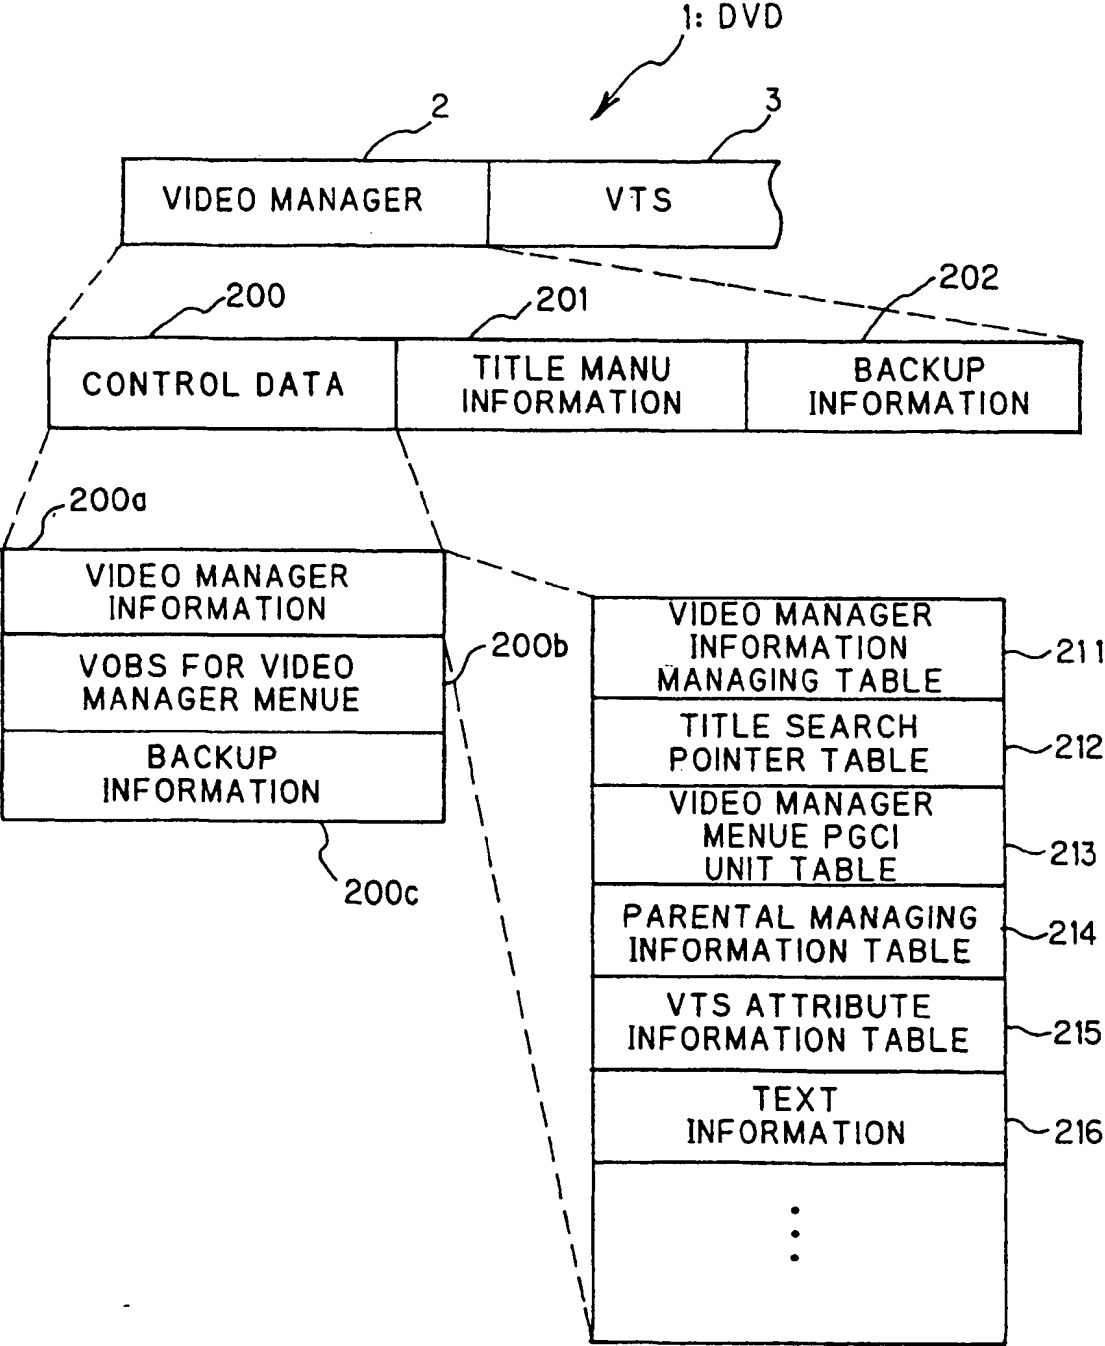 1: DVD
2
3
VIDEO MANAGER
VTS
200
201
202
CONTROL DATA
TITLE MANU
INFORMATION
BACKUP
INFORMATION
200a
VIDEO MANAGER
INFORMATION
VOBS FOR VIDEO
MANAGER MENUE
200b
BACKUP
INFORMATION
200c
VIDEO MANAGER
INFORMATION
MANAGING TABLE
211
TITLE SEARCH
POINTER TABLE
212
VIDEO MANAGER
MENUE PGCI
UNIT TABLE
213
PARENTAL MANAGING
INFORMATION TABLE
214
VTS ATTRIBUTE
INFORMATION TABLE
215
TEXT
INFORMATION
216